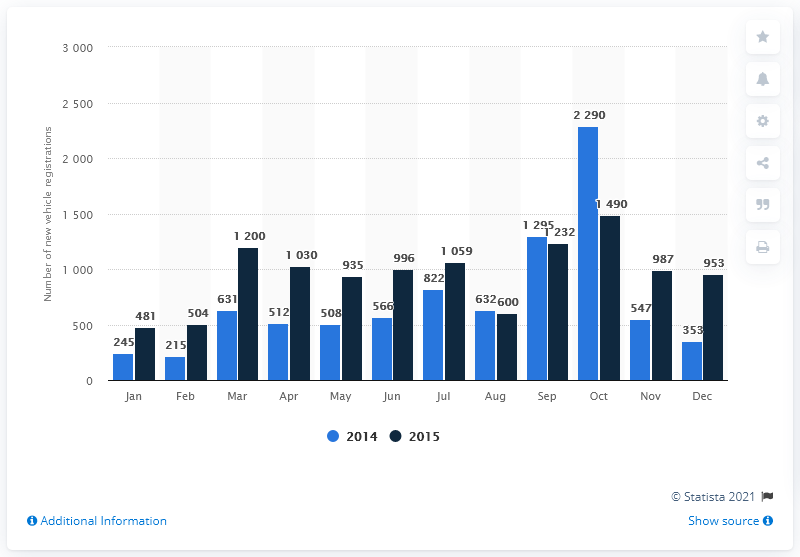 3 000
2 500
2 000
1 500
1 000
500
0
Number of new vehicle registrations
245 481 215 504 631 1 200 512 1 030 508 935 566 996 822 1 059 632 600 1 295 1 232 2 290 1 490 547 987 353 953
Jan Feb Mar Apr May Jun Jul Aug Sep Oct Nov Dec
2014 2015
© Statista 2021
Additional Information Show source